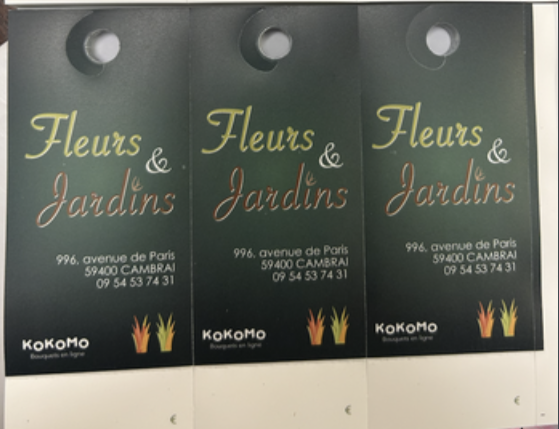 Fleurs
&
Jardins
996, avenue de Paris
59400 CAMBRAI
09 54 53 74 31
KOKOMO
Bouquets en ligne
€
Fleurs
&
Jardins
996, avenue de Paris
59400 CAMBRAI
09 54 53 74 31
KOKOMO
Bouquets en ligne
€
Fleurs
&
Jardins
996, avenue de Paris
59400 CAMBRAI
09 54 53 74 31
KOKOMO
Bouquets en ligne
€